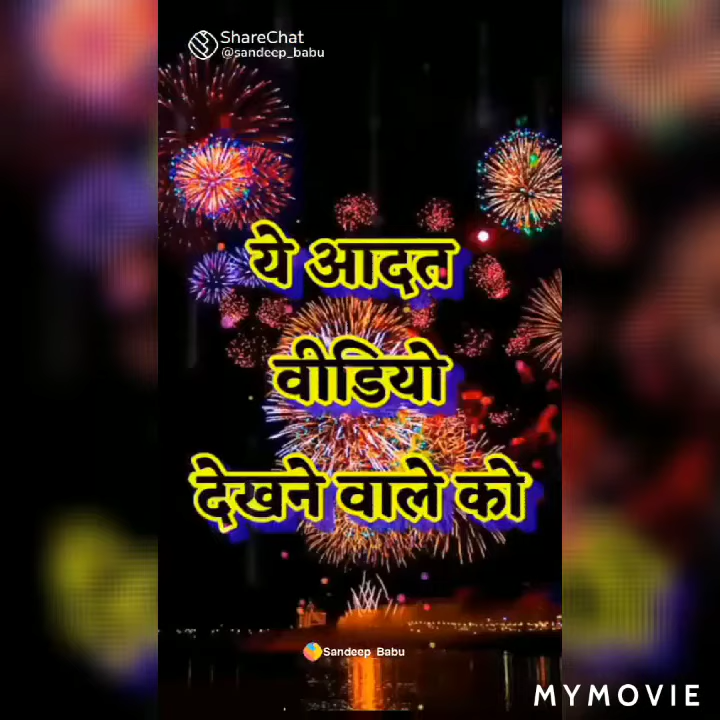 ShareChat
@sandeep_babu
ये आदत
वीडियो
देखने वाले को
Sandeep Babu
MYMOVIE